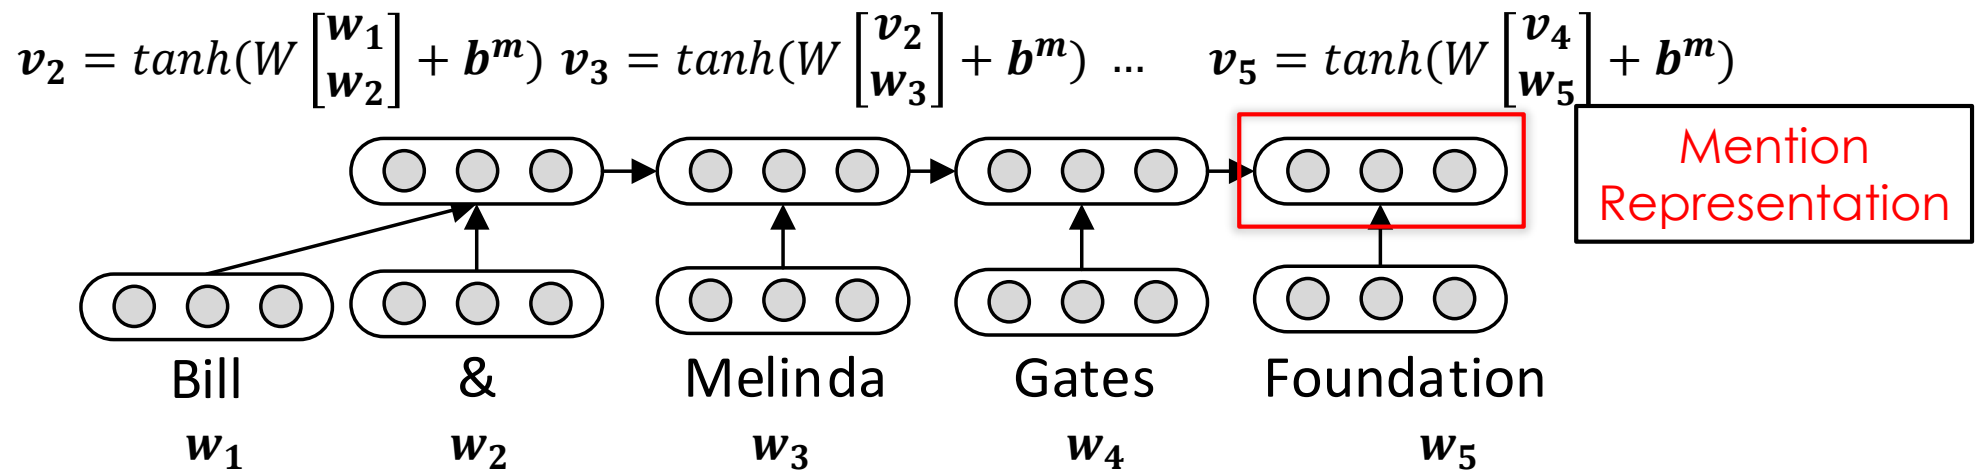 𝒗₂ = tanh(W [𝒘₁ 𝒘₂] + 𝒃ᵐ) 𝒗₃ = tanh(W [𝒗₂ 𝒘₃] + 𝒃ᵐ) ... 𝒗₅ = tanh(W [𝒗₄ 𝒘₅] + 𝒃ᵐ)
Mention
Representation
Bill & Melinda Gates Foundation
𝒘₁ 𝒘₂ 𝒘₃ 𝒘₄ 𝒘₅